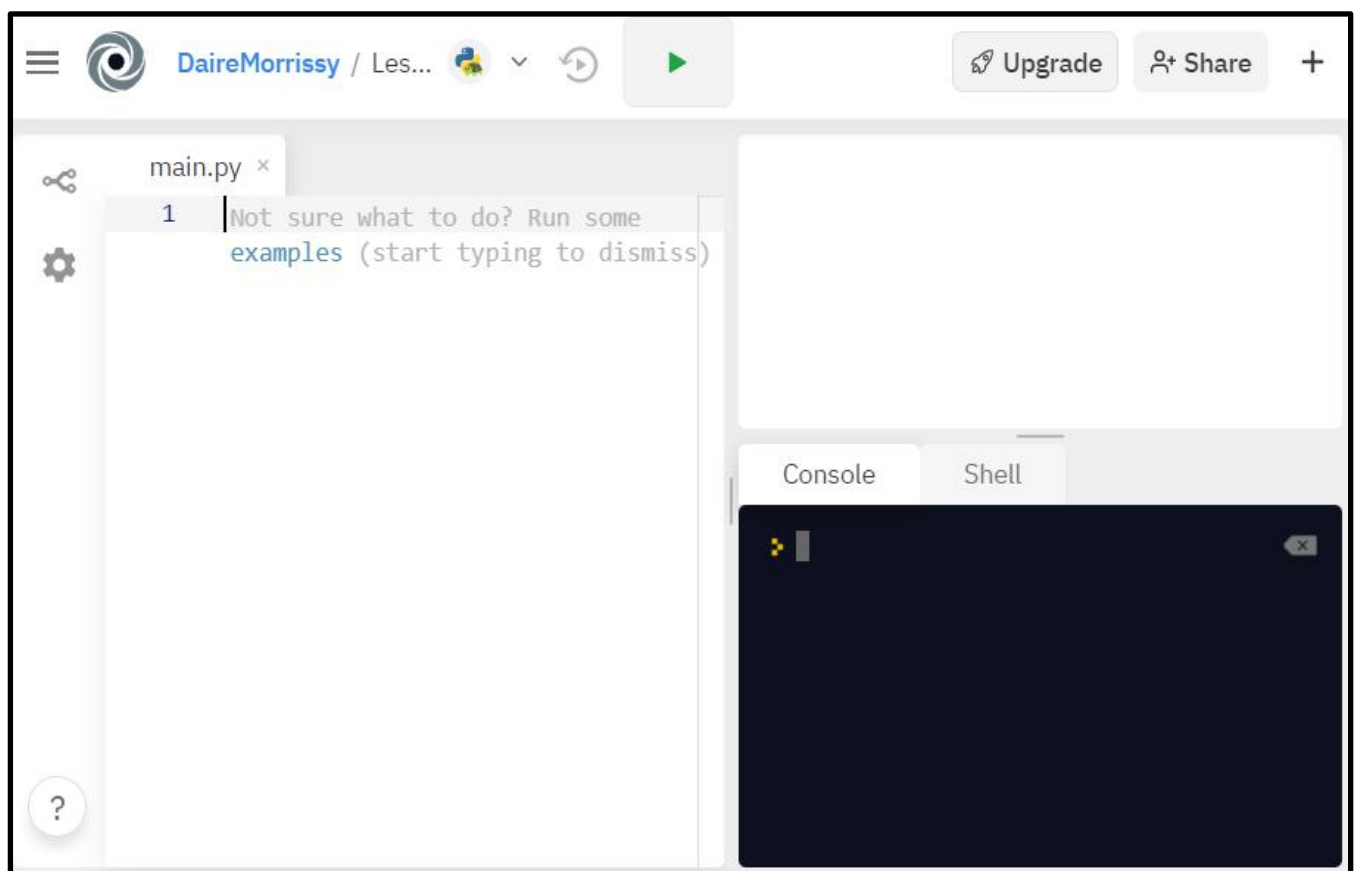 DaireMorrissy / Les...
Upgrade
Share
+
main.py ×
1 Not sure what to do? Run some
examples (start typing to dismiss)
Console
Shell
>
?